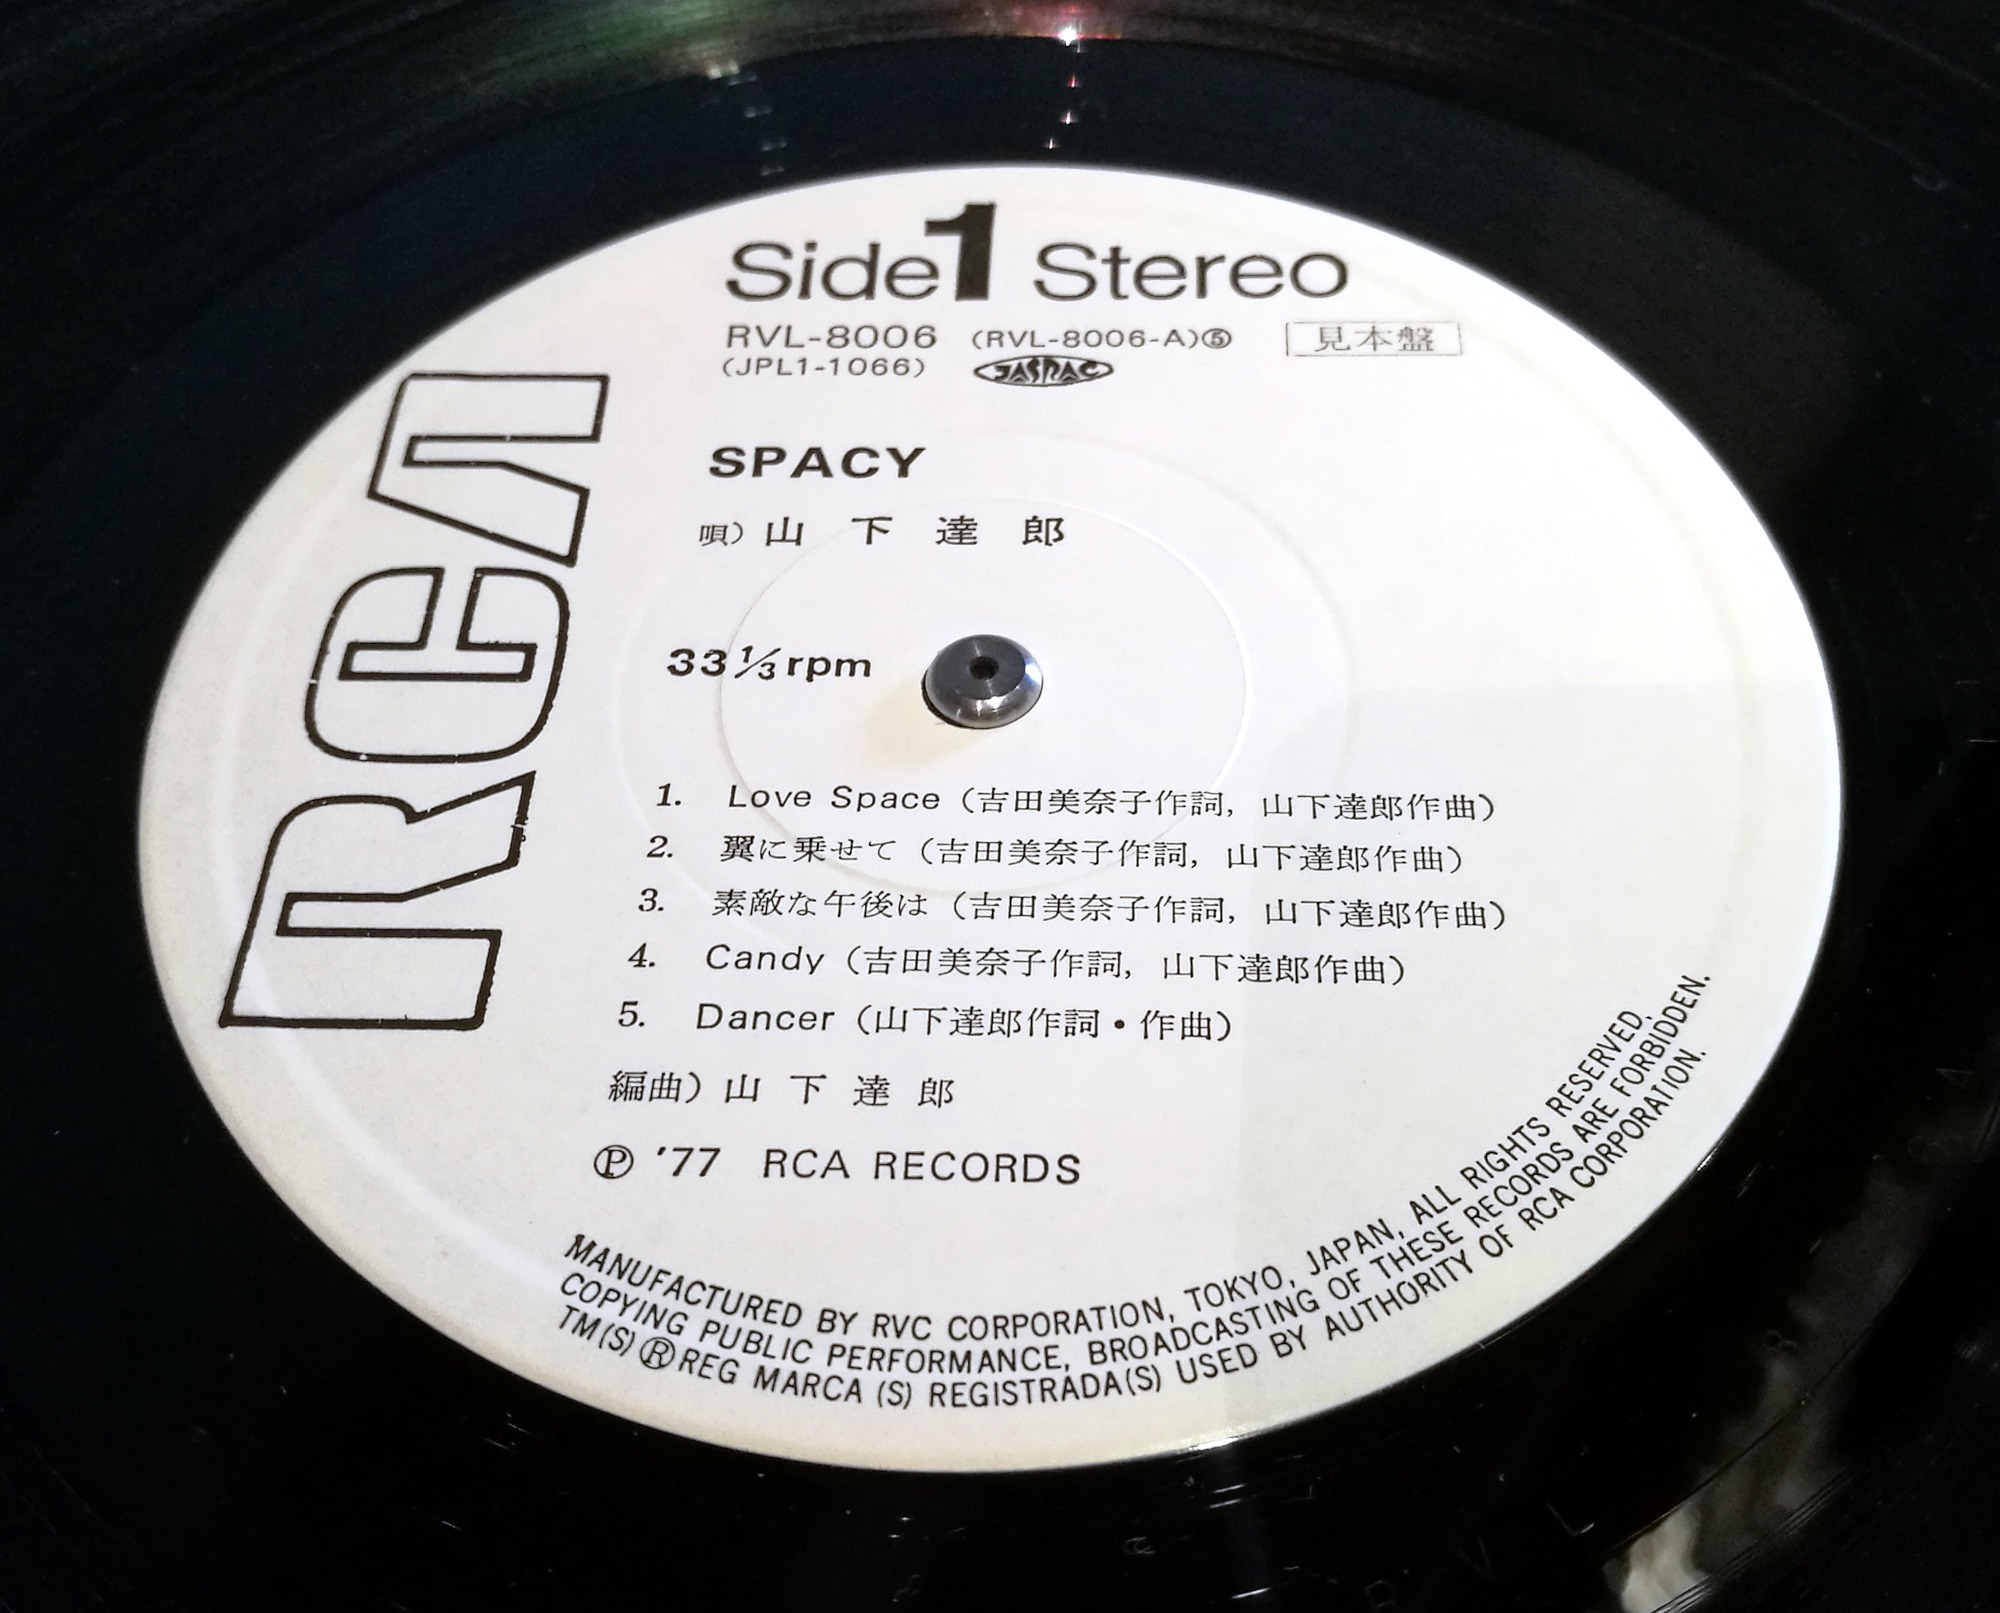 Side 1 Stereo
RVL-8006 (RVL-8006-A)⑤ 見本盤
(JPL1-1066) JASRAC
RCA
SPACY
唄) 山下達郎
33⅓ rpm
1. Love Space (吉田美奈子作詞, 山下達郎作曲)
2. 翼に乗せて (吉田美奈子作詞, 山下達郎作曲)
3. 素敵な午後は (吉田美奈子作詞, 山下達郎作曲)
4. Candy (吉田美奈子作詞, 山下達郎作曲)
5. Dancer (山下達郎作詞・作曲)
編曲) 山下達郎
Ⓟ '77 RCA RECORDS
MANUFACTURED BY RVC CORPORATION, TOKYO, JAPAN, ALL RIGHTS RESERVED,
COPYING PUBLIC PERFORMANCE, BROADCASTING OF THESE RECORDS ARE FORBIDDEN.
TM(S) ® REG MARCA (S) REGISTRADA(S) USED BY AUTHORITY OF RCA CORPORATION.